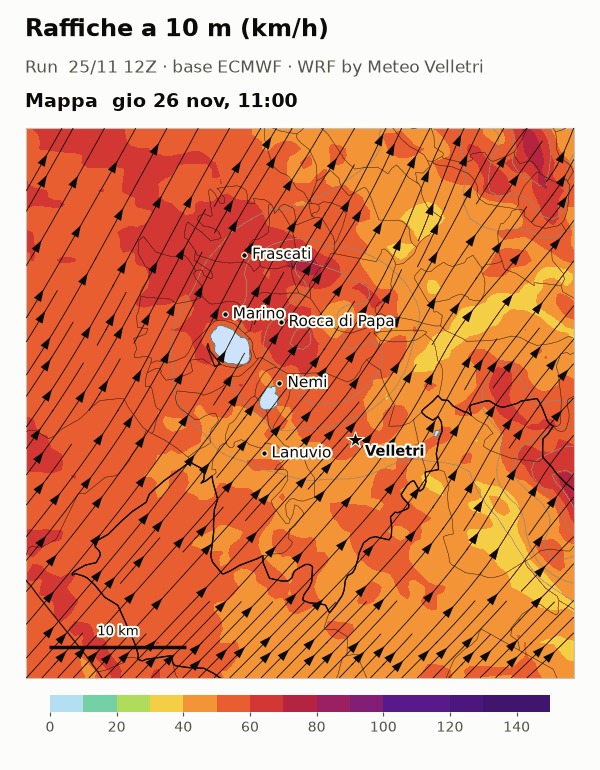 Raffiche a 10 m (km/h)
Run  25/11 12Z · base ECMWF · WRF by Meteo Velletri
Mappa  gio 26 nov, 11:00
Frascati
Marino
Rocca di Papa
Nemi
Velletri
Lanuvio
10 km
0 20 40 60 80 100 120 140